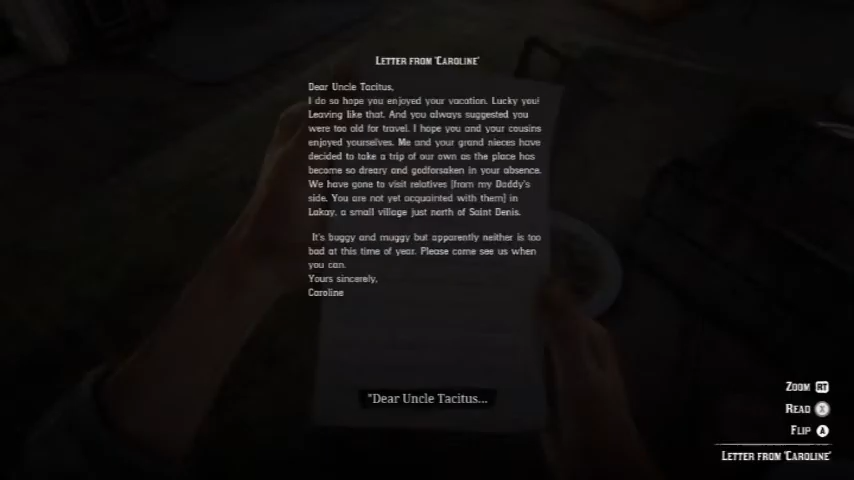 LETTER FROM 'CAROLINE'
Dear Uncle Tacitus,
I do so hope you enjoyed your vacation. Lucky you!
Leaving like that. And you always suggested you
were too old for travel. I hope you and your cousins
enjoyed yourselves. Me and your grand nieces have
decided to take a trip of our own as the place has
become so dreary and godforsaken in your absence.
We have gone to visit relatives (from my Daddy's
side. You are not yet acquainted with them) in
Lakay, a small village just north of Saint Denis.
It's buggy and muggy but apparently neither is too
bad at this time of year. Please come see us when
you can.
Yours sincerely,
Caroline
"Dear Uncle Tacitus...
ZOOM RT
READ X
FLIP A
LETTER FROM 'CAROLINE'